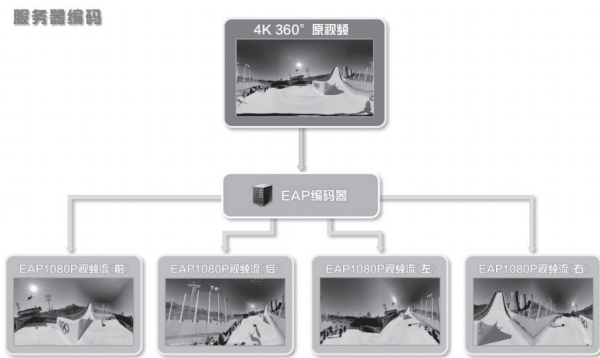 服务器编码
4K 360° 原视频
EAP编码器
EAP1080P视频流 前
EAP1080P视频流 后
EAP1080P视频流 左
EAP1080P视频流 右